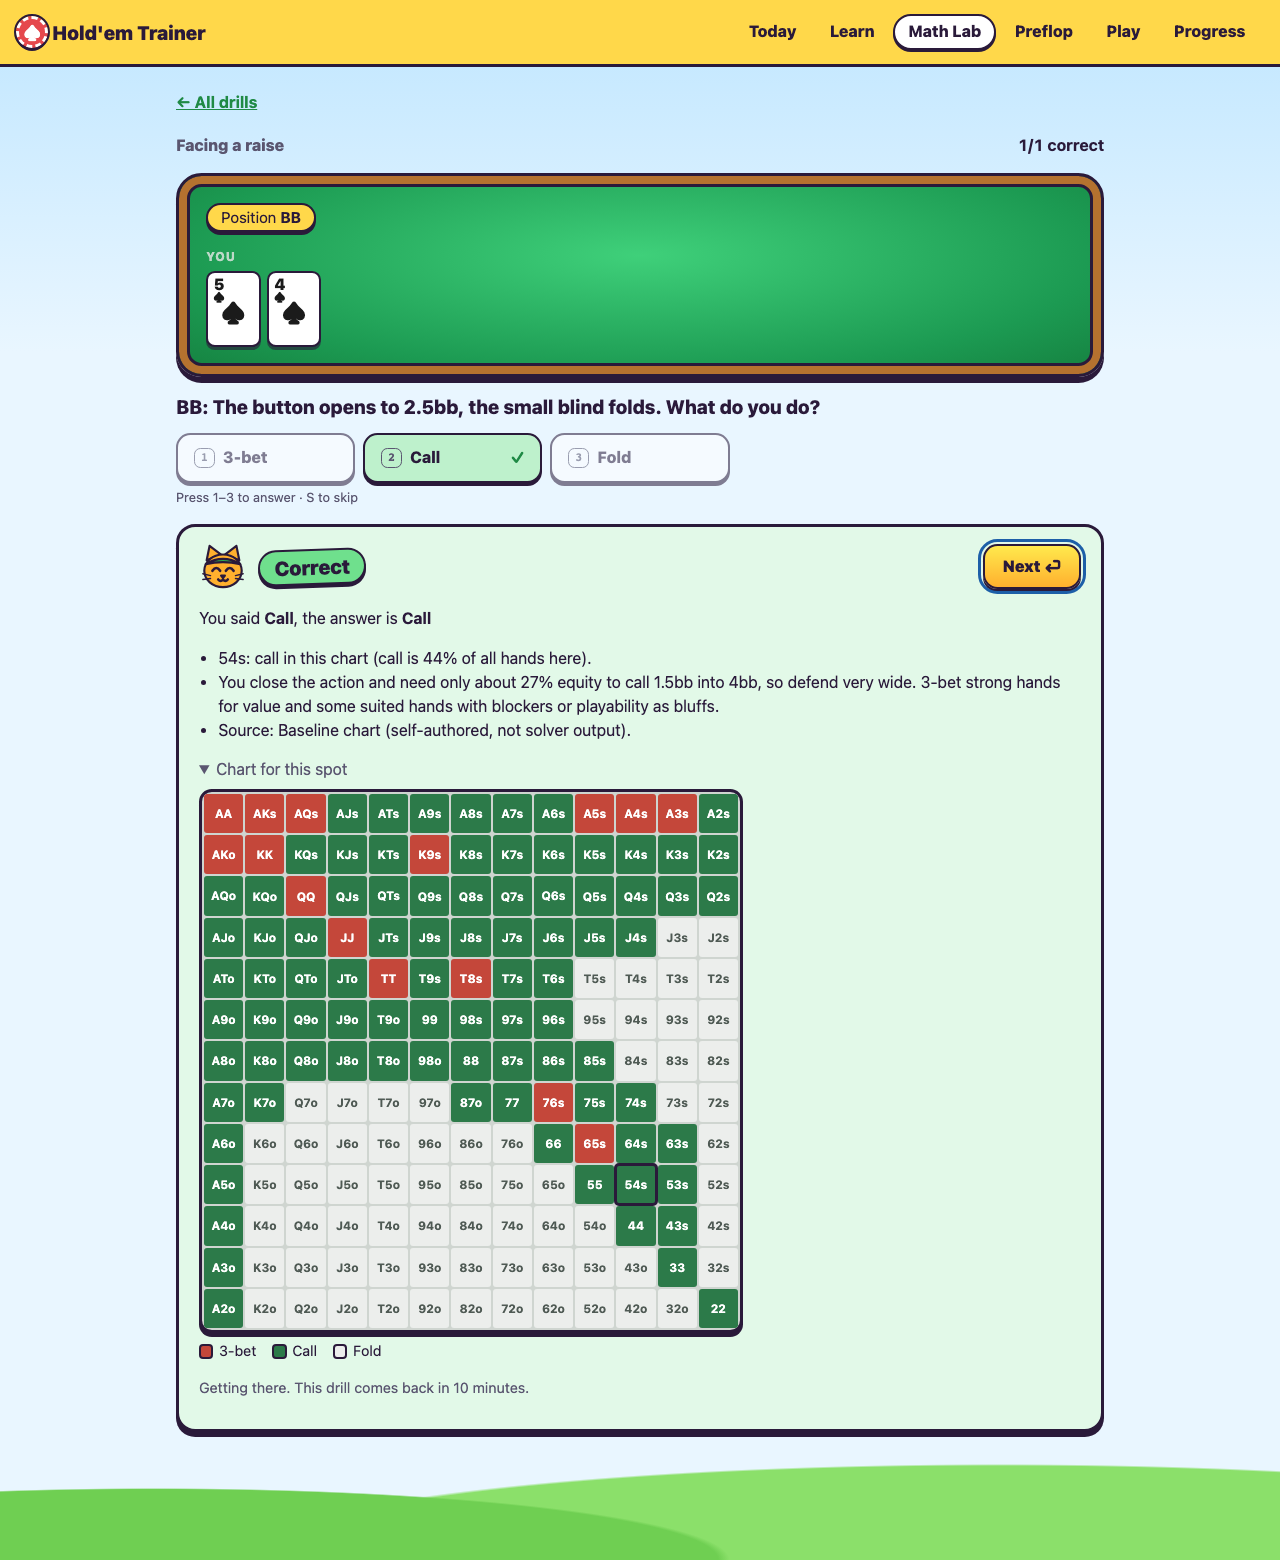 Hold'em Trainer
Today Learn Math Lab Preflop Play Progress
← All drills
Facing a raise 1/1 correct
Position BB
YOU
5 4
BB: The button opens to 2.5bb, the small blind folds. What do you do?
1 3-bet 2 Call ✓ 3 Fold
Press 1–3 to answer · S to skip
Correct Next ↵
You said Call, the answer is Call
• 54s: call in this chart (call is 44% of all hands here).
• You close the action and need only about 27% equity to call 1.5bb into 4bb, so defend very wide. 3-bet strong hands
for value and some suited hands with blockers or playability as bluffs.
• Source: Baseline chart (self-authored, not solver output).
▼ Chart for this spot
AA AKs AQs AJs ATs A9s A8s A7s A6s A5s A4s A3s A2s
AKo KK KQs KJs KTs K9s K8s K7s K6s K5s K4s K3s K2s
AQo KQo QQ QJs QTs Q9s Q8s Q7s Q6s Q5s Q4s Q3s Q2s
AJo KJo QJo JJ JTs J9s J8s J7s J6s J5s J4s J3s J2s
ATo KTo QTo JTo TT T9s T8s T7s T6s T5s T4s T3s T2s
A9o K9o Q9o J9o T9o 99 98s 97s 96s 95s 94s 93s 92s
A8o K8o Q8o J8o T8o 98o 88 87s 86s 85s 84s 83s 82s
A7o K7o Q7o J7o T7o 97o 87o 77 76s 75s 74s 73s 72s
A6o K6o Q6o J6o T6o 96o 86o 76o 66 65s 64s 63s 62s
A5o K5o Q5o J5o T5o 95o 85o 75o 65o 55 54s 53s 52s
A4o K4o Q4o J4o T4o 94o 84o 74o 64o 54o 44 43s 42s
A3o K3o Q3o J3o T3o 93o 83o 73o 63o 53o 43o 33 32s
A2o K2o Q2o J2o T2o 92o 82o 72o 62o 52o 42o 32o 22
3-bet Call Fold
Getting there. This drill comes back in 10 minutes.